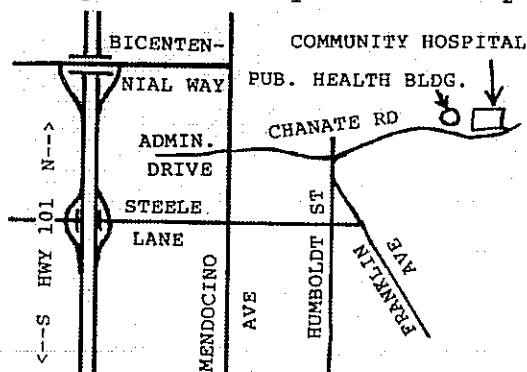 BICENTEN-
NIAL WAY
COMMUNITY HOSPITAL
PUB. HEALTH BLDG.
CHANATE RD
ADMIN.
DRIVE
STEELE
LANE
<--S HWY 101 N-->
MENDOCINO
AVE
HUMBOLDT ST
FRANKLIN
AVE